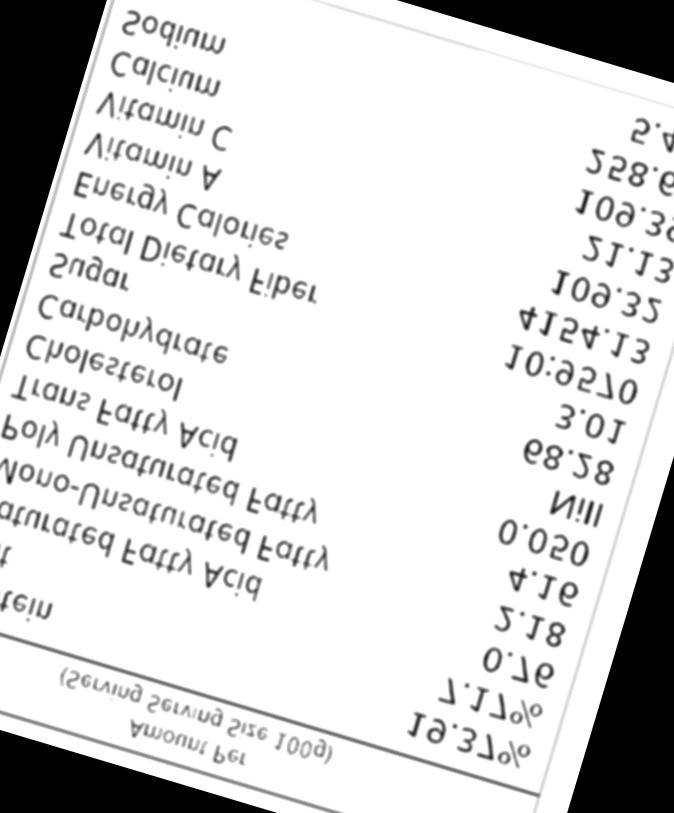 Amount Per
(Serving Serving Size 100g)
tein 19.37%
t 7.17%
aturated Fatty Acid 0.76
Mono-Unsaturated Fatty 2.18
Poly Unsaturated Fatty 4.16
Trans Fatty Acid 0.050
Cholesterol Nill
Carbohydrate 68.28
Sugar 3.01
Total Dietary Fiber 10:9570
Energy Calories 4154.13
Vitamin A 109.32
Vitamin C 21.13
Calcium 109.39
Sodium 258.6
5.4